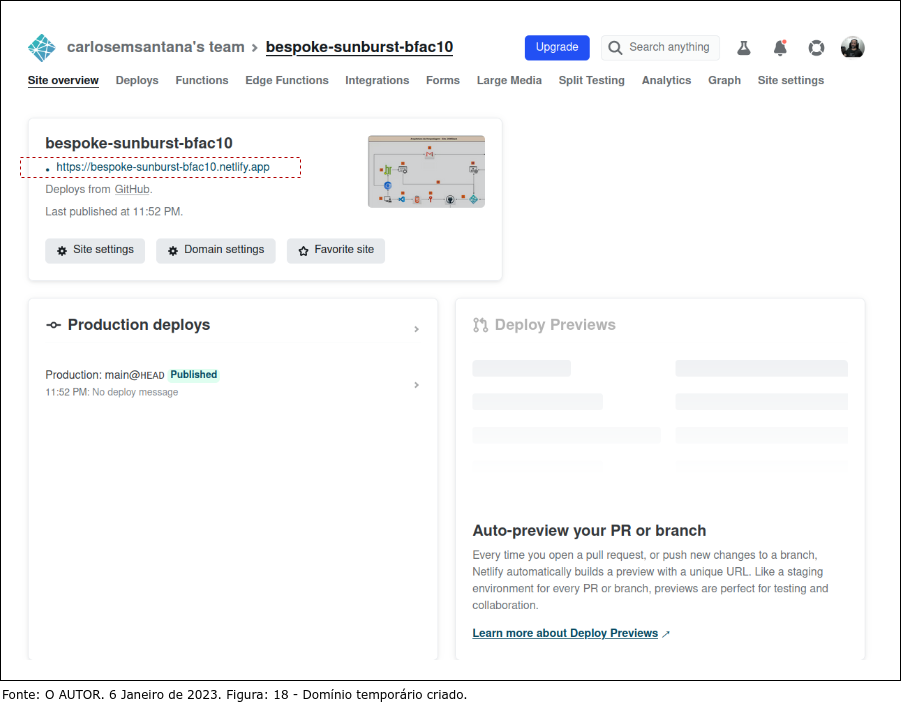 carlosemsantana's team > bespoke-sunburst-bfac10
Upgrade
Search anything
Site overview Deploys Functions Edge Functions Integrations Forms Large Media Split Testing Analytics Graph Site settings
bespoke-sunburst-bfac10
https://bespoke-sunburst-bfac10.netlify.app
Deploys from GitHub.
Last published at 11:52 PM.
Site settings Domain settings Favorite site
Production deploys
Production: main@HEAD Published
11:52 PM: No deploy message
Deploy Previews
Auto-preview your PR or branch
Every time you open a pull request, or push new changes to a branch,
Netlify automatically builds a preview with a unique URL. Like a staging
environment for every PR or branch, previews are perfect for testing and
collaboration.
Learn more about Deploy Previews ↗
Fonte: O AUTOR. 6 Janeiro de 2023. Figura: 18 - Domínio temporário criado.